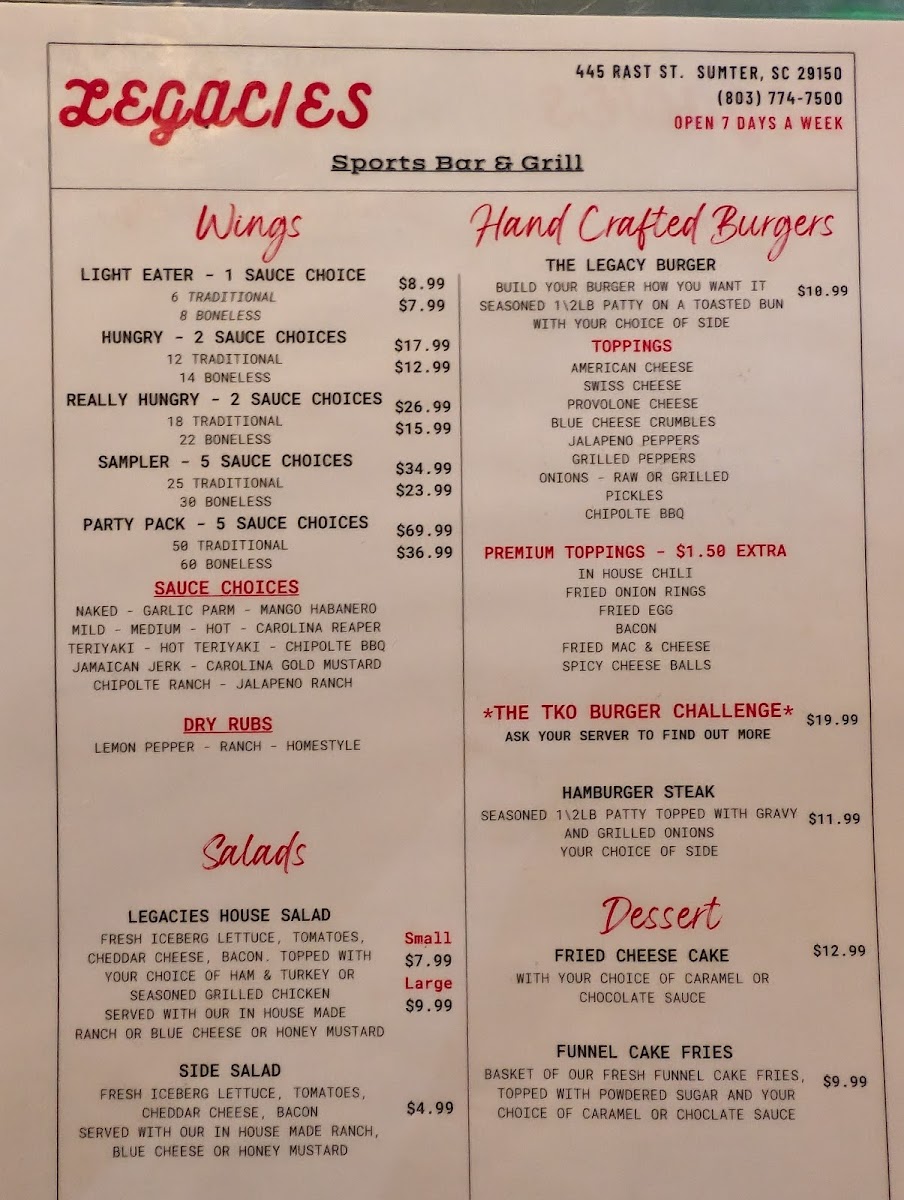 LEGACIES
445 RAST ST. SUMTER, SC 29150
(803) 774-7500
OPEN 7 DAYS A WEEK
Sports Bar & Grill
Wings
LIGHT EATER - 1 SAUCE CHOICE
6 TRADITIONAL $8.99
8 BONELESS $7.99
HUNGRY - 2 SAUCE CHOICES
12 TRADITIONAL $17.99
14 BONELESS $12.99
REALLY HUNGRY - 2 SAUCE CHOICES
18 TRADITIONAL $26.99
22 BONELESS $15.99
SAMPLER - 5 SAUCE CHOICES
25 TRADITIONAL $34.99
30 BONELESS $23.99
PARTY PACK - 5 SAUCE CHOICES
50 TRADITIONAL $69.99
60 BONELESS $36.99
SAUCE CHOICES
NAKED - GARLIC PARM - MANGO HABANERO
MILD - MEDIUM - HOT - CAROLINA REAPER
TERIYAKI - HOT TERIYAKI - CHIPOLTE BBQ
JAMAICAN JERK - CAROLINA GOLD MUSTARD
CHIPOLTE RANCH - JALAPENO RANCH
DRY RUBS
LEMON PEPPER - RANCH - HOMESTYLE
Salads
LEGACIES HOUSE SALAD
FRESH ICEBERG LETTUCE, TOMATOES, Small
CHEDDAR CHEESE, BACON. TOPPED WITH $7.99
YOUR CHOICE OF HAM & TURKEY OR Large
SEASONED GRILLED CHICKEN $9.99
SERVED WITH OUR IN HOUSE MADE
RANCH OR BLUE CHEESE OR HONEY MUSTARD
SIDE SALAD
FRESH ICEBERG LETTUCE, TOMATOES,
CHEDDAR CHEESE, BACON $4.99
SERVED WITH OUR IN HOUSE MADE RANCH,
BLUE CHEESE OR HONEY MUSTARD
Hand Crafted Burgers
THE LEGACY BURGER
BUILD YOUR BURGER HOW YOU WANT IT $10.99
SEASONED 1\2LB PATTY ON A TOASTED BUN
WITH YOUR CHOICE OF SIDE
TOPPINGS
AMERICAN CHEESE
SWISS CHEESE
PROVOLONE CHEESE
BLUE CHEESE CRUMBLES
JALAPENO PEPPERS
GRILLED PEPPERS
ONIONS - RAW OR GRILLED
PICKLES
CHIPOLTE BBQ
PREMIUM TOPPINGS - $1.50 EXTRA
IN HOUSE CHILI
FRIED ONION RINGS
FRIED EGG
BACON
FRIED MAC & CHEESE
SPICY CHEESE BALLS
*THE TKO BURGER CHALLENGE* $19.99
ASK YOUR SERVER TO FIND OUT MORE
HAMBURGER STEAK
SEASONED 1\2LB PATTY TOPPED WITH GRAVY $11.99
AND GRILLED ONIONS
YOUR CHOICE OF SIDE
Dessert
FRIED CHEESE CAKE $12.99
WITH YOUR CHOICE OF CARAMEL OR
CHOCOLATE SAUCE
FUNNEL CAKE FRIES
BASKET OF OUR FRESH FUNNEL CAKE FRIES, $9.99
TOPPED WITH POWDERED SUGAR AND YOUR
CHOICE OF CARAMEL OR CHOCLATE SAUCE